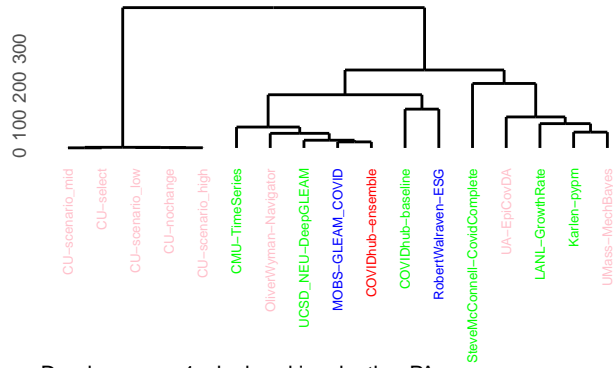 0 100 200 300
CU−scenario_mid
CU−select
CU−scenario_low
CU−nochange
CU−scenario_high
CMU−TimeSeries
OliverWyman−Navigator
UCSD_NEU−DeepGLEAM
MOBS−GLEAM_COVID
COVIDhub−ensemble
COVIDhub−baseline
RobertWalraven−ESG
SteveMcConnell−CovidComplete
UA−EpiCovDA
LANL−GrowthRate
Karlen−pypm
UMass−MechBayes